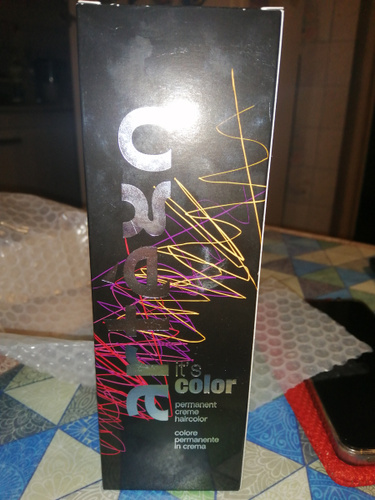 artego
it's
color
permanent
creme
haircolor
colore
permanente
in crema